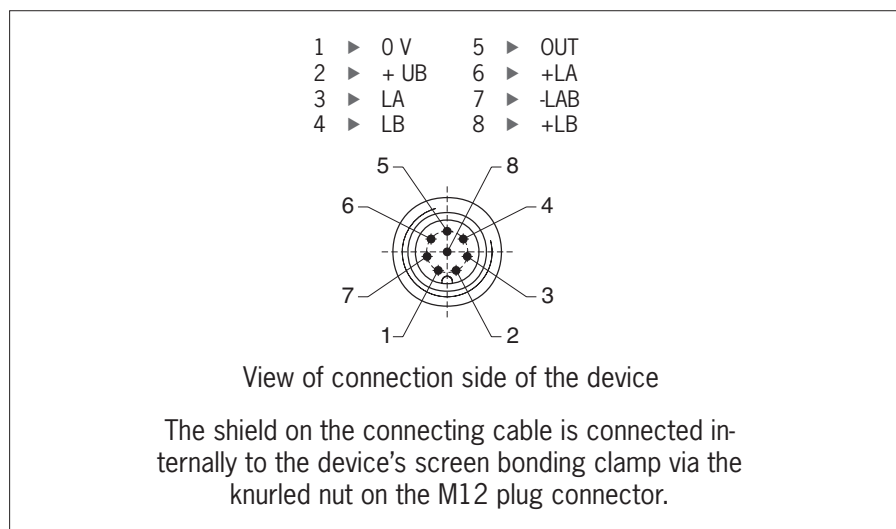 1 ► 0 V 5 ► OUT
2 ► + UB 6 ► +LA
3 ► LA 7 ► -LAB
4 ► LB 8 ► +LB
5 8
6 4
7 3
1 2
View of connection side of the device
The shield on the connecting cable is connected in-
ternally to the device's screen bonding clamp via the
knurled nut on the M12 plug connector.